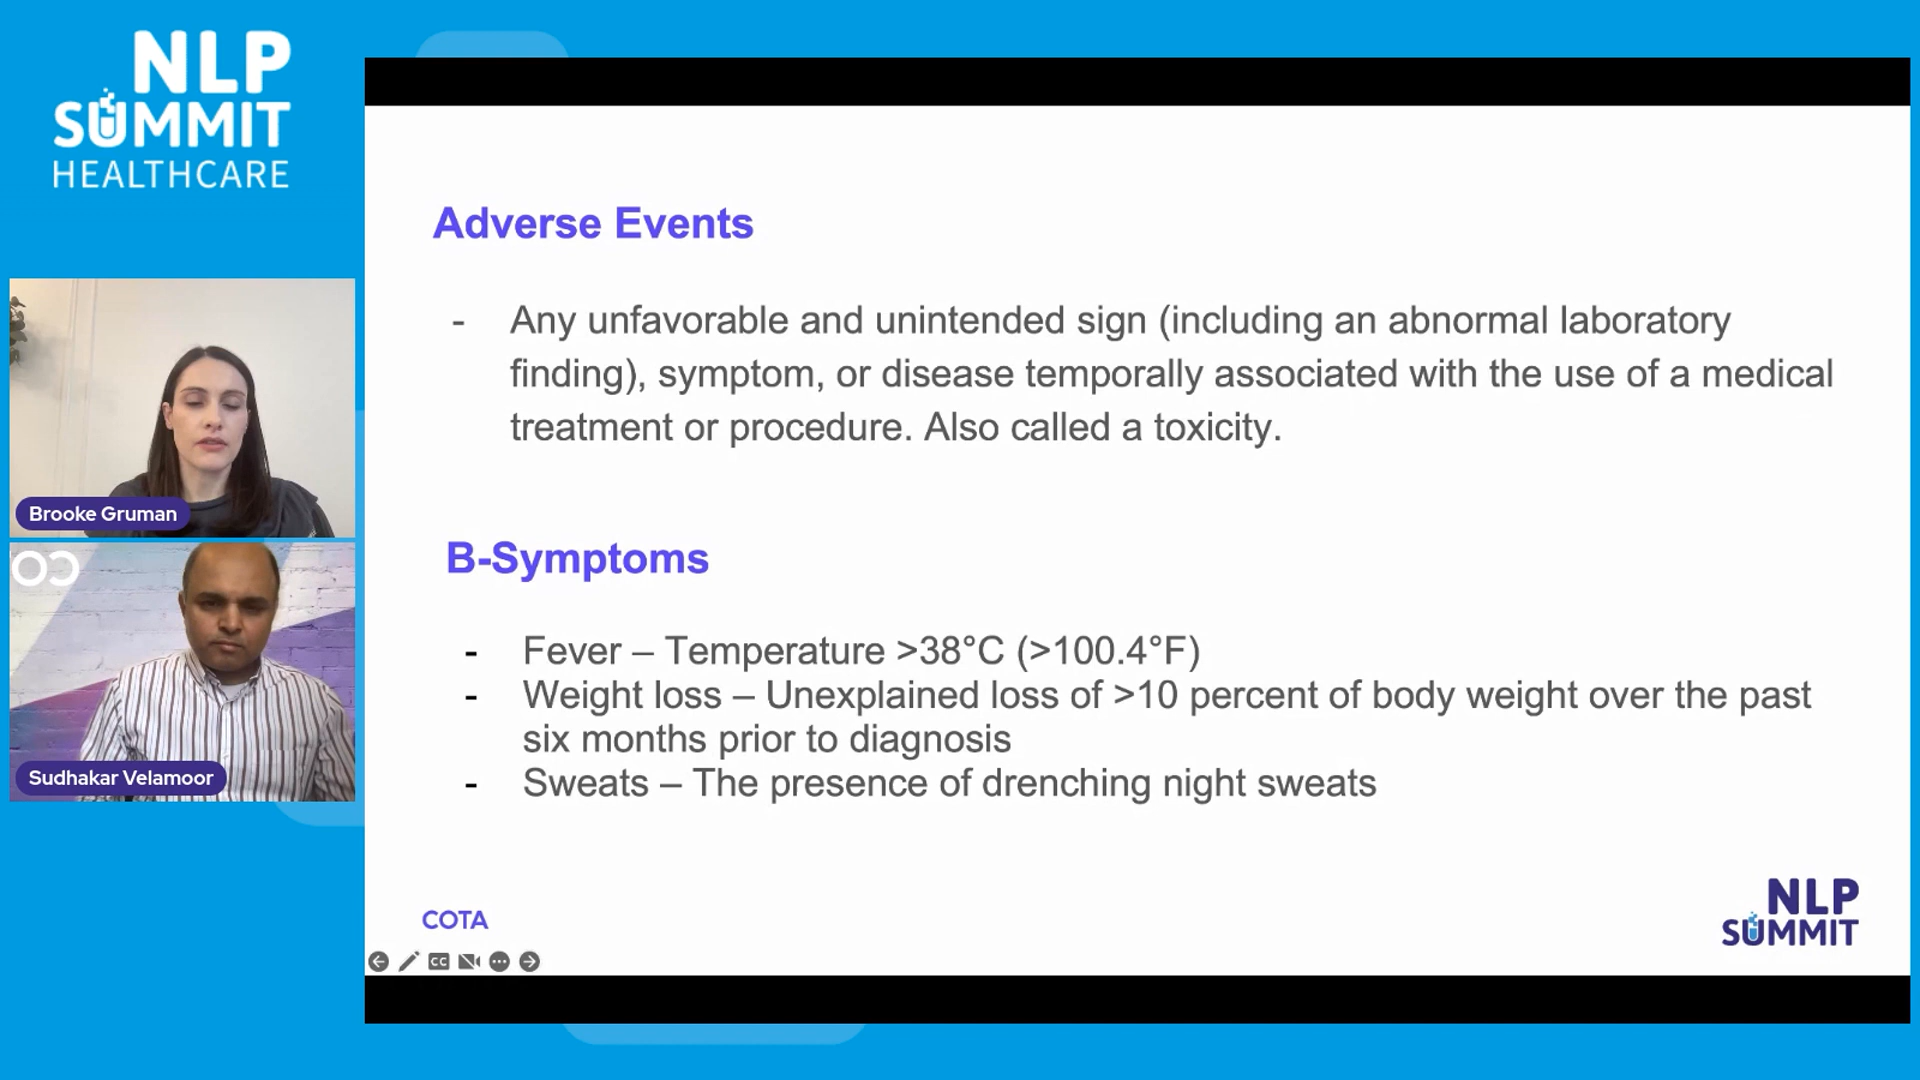 NLP
SUMMIT
HEALTHCARE
Adverse Events
- Any unfavorable and unintended sign (including an abnormal laboratory
finding), symptom, or disease temporally associated with the use of a medical
treatment or procedure. Also called a toxicity.
B-Symptoms
- Fever – Temperature >38°C (>100.4°F)
- Weight loss – Unexplained loss of >10 percent of body weight over the past
six months prior to diagnosis
- Sweats – The presence of drenching night sweats
Brooke Gruman
Sudhakar Velamoor
COTA
CC
NLP
SUMMIT